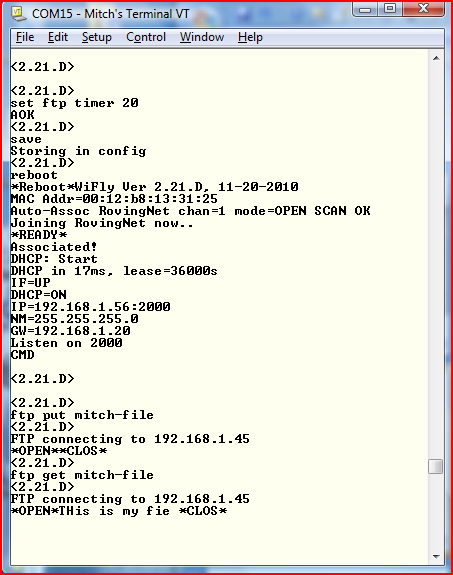 COM15 - Mitch's Terminal VT
File Edit Setup Control Window Help
<2.21.D>
<2.21.D>
set ftp timer 20
AOK
<2.21.D>
save
Storing in config
<2.21.D>
reboot
*Reboot*WiFly Ver 2.21.D, 11-20-2010
MAC Addr=00:12:b8:13:31:25
Auto-Assoc RovingNet chan=1 mode=OPEN SCAN OK
Joining RovingNet now..
*READY*
Associated!
DHCP: Start
DHCP in 17ms, lease=36000s
IF=UP
DHCP=ON
IP=192.168.1.56:2000
NM=255.255.255.0
GW=192.168.1.20
Listen on 2000
CMD
<2.21.D>
<2.21.D>
ftp put mitch-file
<2.21.D>
FTP connecting to 192.168.1.45
*OPEN**CLOS*
<2.21.D>
ftp get mitch-file
<2.21.D>
FTP connecting to 192.168.1.45
*OPEN*THis is my fie *CLOS*